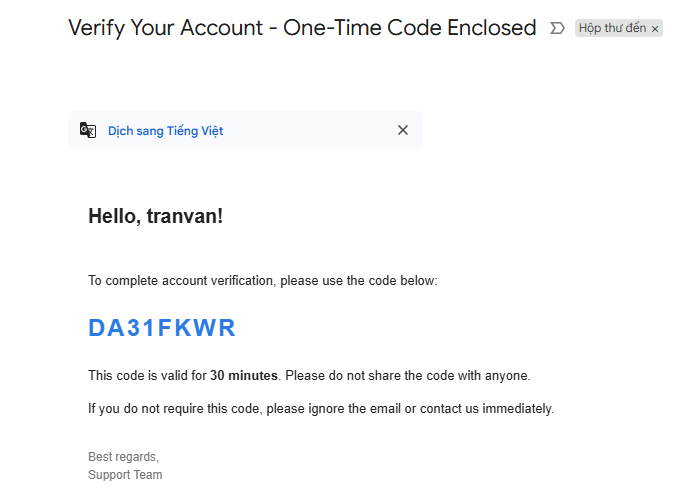 Verify Your Account - One-Time Code Enclosed Hộp thư đến ×
Dịch sang Tiếng Việt
Hello, tranvan!
To complete account verification, please use the code below:
DA31FKWR
This code is valid for 30 minutes. Please do not share the code with anyone.
If you do not require this code, please ignore the email or contact us immediately.
Best regards,
Support Team